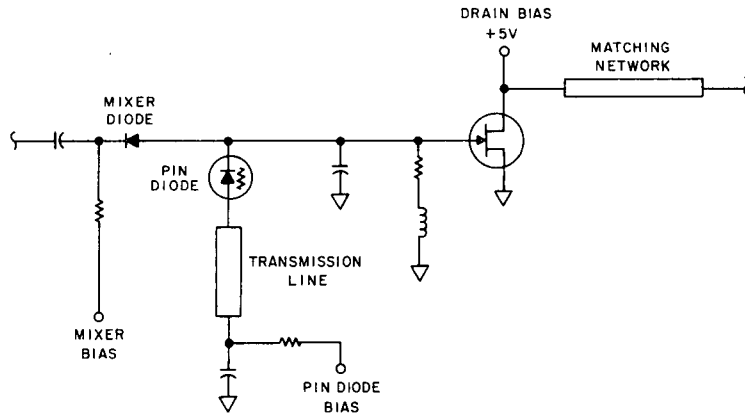 DRAIN BIAS
+5V
MATCHING
NETWORK
MIXER
DIODE
PIN
DIODE
TRANSMISSION
LINE
MIXER
BIAS
PIN DIODE
BIAS